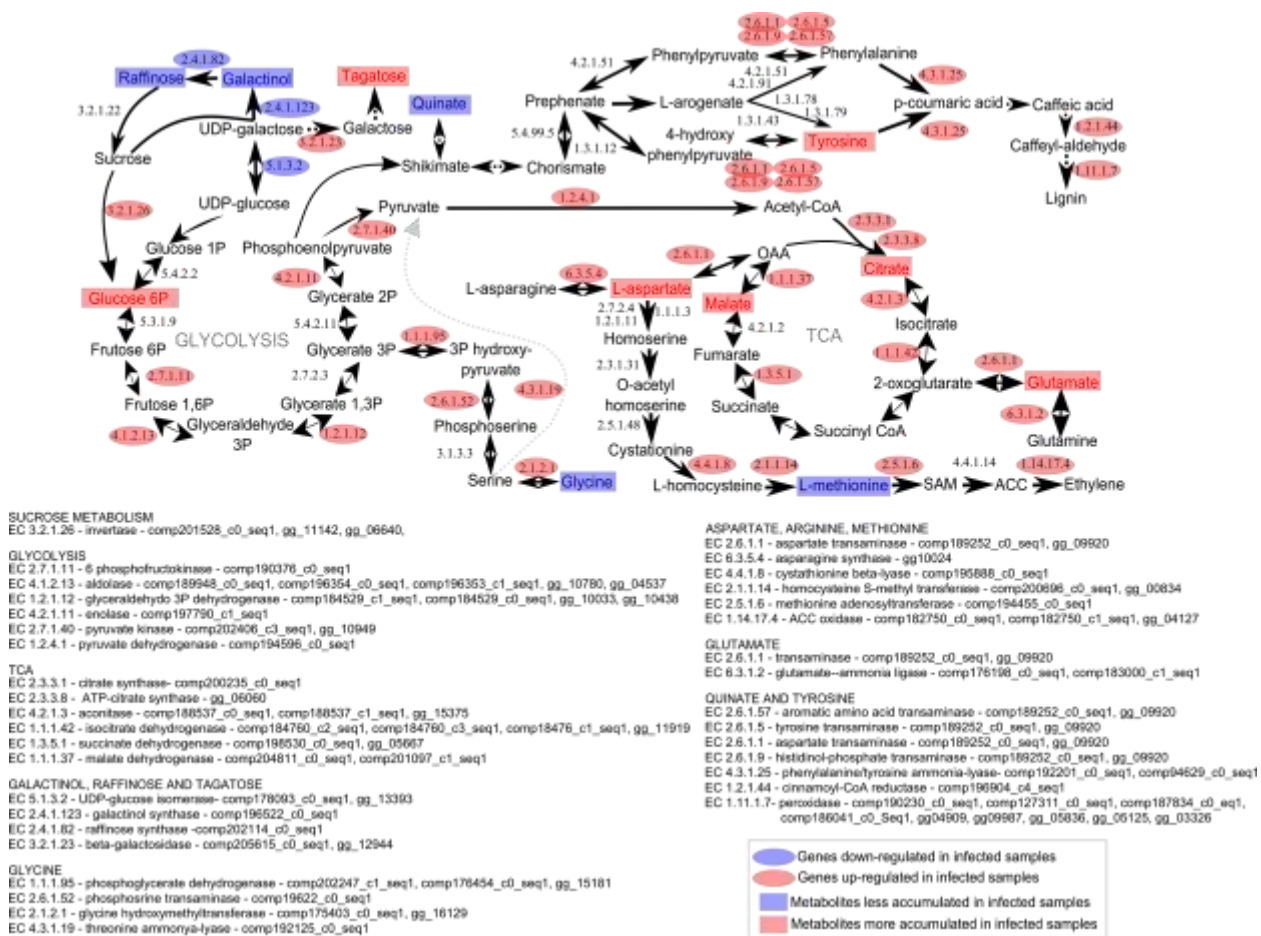 2.6.1.1 2.6.1.5
2.6.1.9 2.6.1.57
2.4.1.82
4.2.1.51
Phenylpyruvate
Phenylalanine
Raffinose
Galactinol
Tagatose
4.2.1.51
4.2.1.91
4.3.1.25
3.2.1.22
2.4.1.123
Quinate
Prephenate
L-arogenate
1.3.1.78
1.3.1.79
p-coumaric acid
Caffeic acid
UDP-galactose
Galactose
3.2.1.23
5.4.99.5
1.3.1.12
4-hydroxy
phenylpyruvate
1.3.1.43
Tyrosine
4.3.1.25
1.2.1.44
Caffeyl-aldehyde
Sucrose
5.1.3.2
Shikimate
Chorismate
2.6.1.1 2.6.1.5
2.6.1.9 2.6.1.57
1.11.1.7
Lignin
3.2.1.26
UDP-glucose
Pyruvate
1.2.4.1
Acetyl-CoA
2.7.1.40
2.3.3.1
2.3.3.8
Glucose 1P
Phosphoenolpyruvate
OAA
2.6.1.1
5.4.2.2
4.2.1.11
6.3.5.4
1.1.1.37
Citrate
Glucose 6P
Glycerate 2P
L-asparagine
L-aspartate
Malate
4.2.1.3
5.3.1.9
5.4.2.11
2.7.2.4
1.2.1.11
1.1.1.3
4.2.1.2
Isocitrate
GLYCOLYSIS
TCA
Frutose 6P
Glycerate 3P
1.1.1.95
3P hydroxy-
pyruvate
Homoserine
Fumarate
1.1.1.42
2.7.1.11
2.7.2.3
4.3.1.19
2.3.1.31
1.3.5.1
2.6.1.1
2-oxoglutarate
Glutamate
Frutose 1,6P
Glycerate 1,3P
2.6.1.52
O-acetyl
homoserine
Succinate
6.3.1.2
4.1.2.13
Glyceraldehyde
3P
1.2.1.12
Phosphoserine
2.5.1.48
Succinyl CoA
Glutamine
3.1.3.3
Cystationine
Serine
2.1.2.1
Glycine
4.4.1.8
2.1.1.14
2.5.1.6
4.4.1.14
1.14.17.4
L-homocysteine
L-methionine
SAM
ACC
Ethylene
SUCROSE METABOLISM
EC 3.2.1.26 - invertase - comp201528_c0_seq1, gg_11142, gg_06640,
GLYCOLYSIS
EC 2.7.1.11 - 6 phosphofructokinase - comp190376_c0_seq1
EC 4.1.2.13 - aldolase - comp189948_c0_seq1, comp196354_c0_seq1, comp196353_c1_seq1, gg_10780, gg_04537
EC 1.2.1.12 - glyceraldehydo 3P dehydrogenase - comp184529_c1_seq1, comp184529_c0_seq1, gg_10033, gg_10438
EC 4.2.1.11 - enolase - comp197790_c1_seq1
EC 2.7.1.40 - pyruvate kinase - comp202406_c3_seq1, gg_10949
EC 1.2.4.1 - pyruvate dehydrogenase - comp194596_c0_seq1
TCA
EC 2.3.3.1 - citrate synthase- comp200235_c0_seq1
EC 2.3.3.8 - ATP-citrate synthase - gg_06060
EC 4.2.1.3 - aconitase - comp188537_c0_seq1, comp188537_c1_seq1, gg_15375
EC 1.1.1.42 - isocitrate dehydrogenase - comp184760_c2_seq1, comp184760_c3_seq1, comp18476_c1_seq1, gg_11919
EC 1.3.5.1 - succinate dehydrogenase - comp198530_c0_seq1, gg_05667
EC 1.1.1.37 - malate dehydrogenase - comp204811_c0_seq1, comp201097_c1_seq1
GALACTINOL, RAFFINOSE AND TAGATOSE
EC 5.1.3.2 - UDP-glucose isomerase- comp178093_c0_seq1, gg_13393
EC 2.4.1.123 - galactinol synthase - comp196522_c0_seq1
EC 2.4.1.82 - raffinose synthase -comp202114_c0_seq1
EC 3.2.1.23 - beta-galactosidase - comp205615_c0_seq1, gg_12944
GLYCINE
EC 1.1.1.95 - phosphoglycerate dehydrogenase - comp202247_c1_seq1, comp176454_c0_seq1, gg_15181
EC 2.6.1.52 - phosphosrine transaminase - comp19622_c0_seq1
EC 2.1.2.1 - glycine hydroxymethyltransferase - comp175403_c0_seq1, gg_16129
EC 4.3.1.19 - threonine ammonya-lyase - comp192125_c0_seq1
ASPARTATE, ARGININE, METHIONINE
EC 2.6.1.1 - aspartate transaminase - comp189252_c0_seq1, gg_09920
EC 6.3.5.4 - asparagine synthase - gg10024
EC 4.4.1.8 - cystathionine beta-lyase - comp195888_c0_seq1
EC 2.1.1.14 - homocysteine S-methyl transferase - comp200696_c0_seq1, gg_00834
EC 2.5.1.6 - methionine adenosyltransferase - comp194455_c0_seq1
EC 1.14.17.4 - ACC oxidase - comp182750_c0_seq1, comp182750_c1_seq1, gg_04127
GLUTAMATE
EC 2.6.1.1 - transaminase - comp189252_c0_seq1, gg_09920
EC 6.3.1.2 - glutamate--ammonia ligase - comp176198_c0_seq1, comp183000_c1_seq1
QUINATE AND TYROSINE
EC 2.6.1.57 - aromatic amino acid transaminase - comp189252_c0_seq1, gg_09920
EC 2.6.1.5 - tyrosine transaminase - comp189252_c0_seq1, gg_09920
EC 2.6.1.1 - aspartate transaminase - comp189252_c0_seq1, gg_09920
EC 2.6.1.9 - histidinol-phosphate transaminase - comp189252_c0_seq1, gg_09920
EC 4.3.1.25 - phenylalanine/tyrosine ammonia-lyase- comp192201_c0_seq1, comp94629_c0_seq1
EC 1.2.1.44 - cinnamoyl-CoA reductase - comp196904_c4_seq1
EC 1.11.1.7- peroxidase - comp190230_c0_seq1, comp127311_c0_seq1, comp187834_c0_eq1,
comp186041_c0_Seq1, gg04909, gg09987, gg_05836, gg_05125, gg_03326
Genes down-regulated in infected samples
Genes up-regulated in infected samples
Metabolites less accumulated in infected samples
Metabolites more accumulated in infected samples